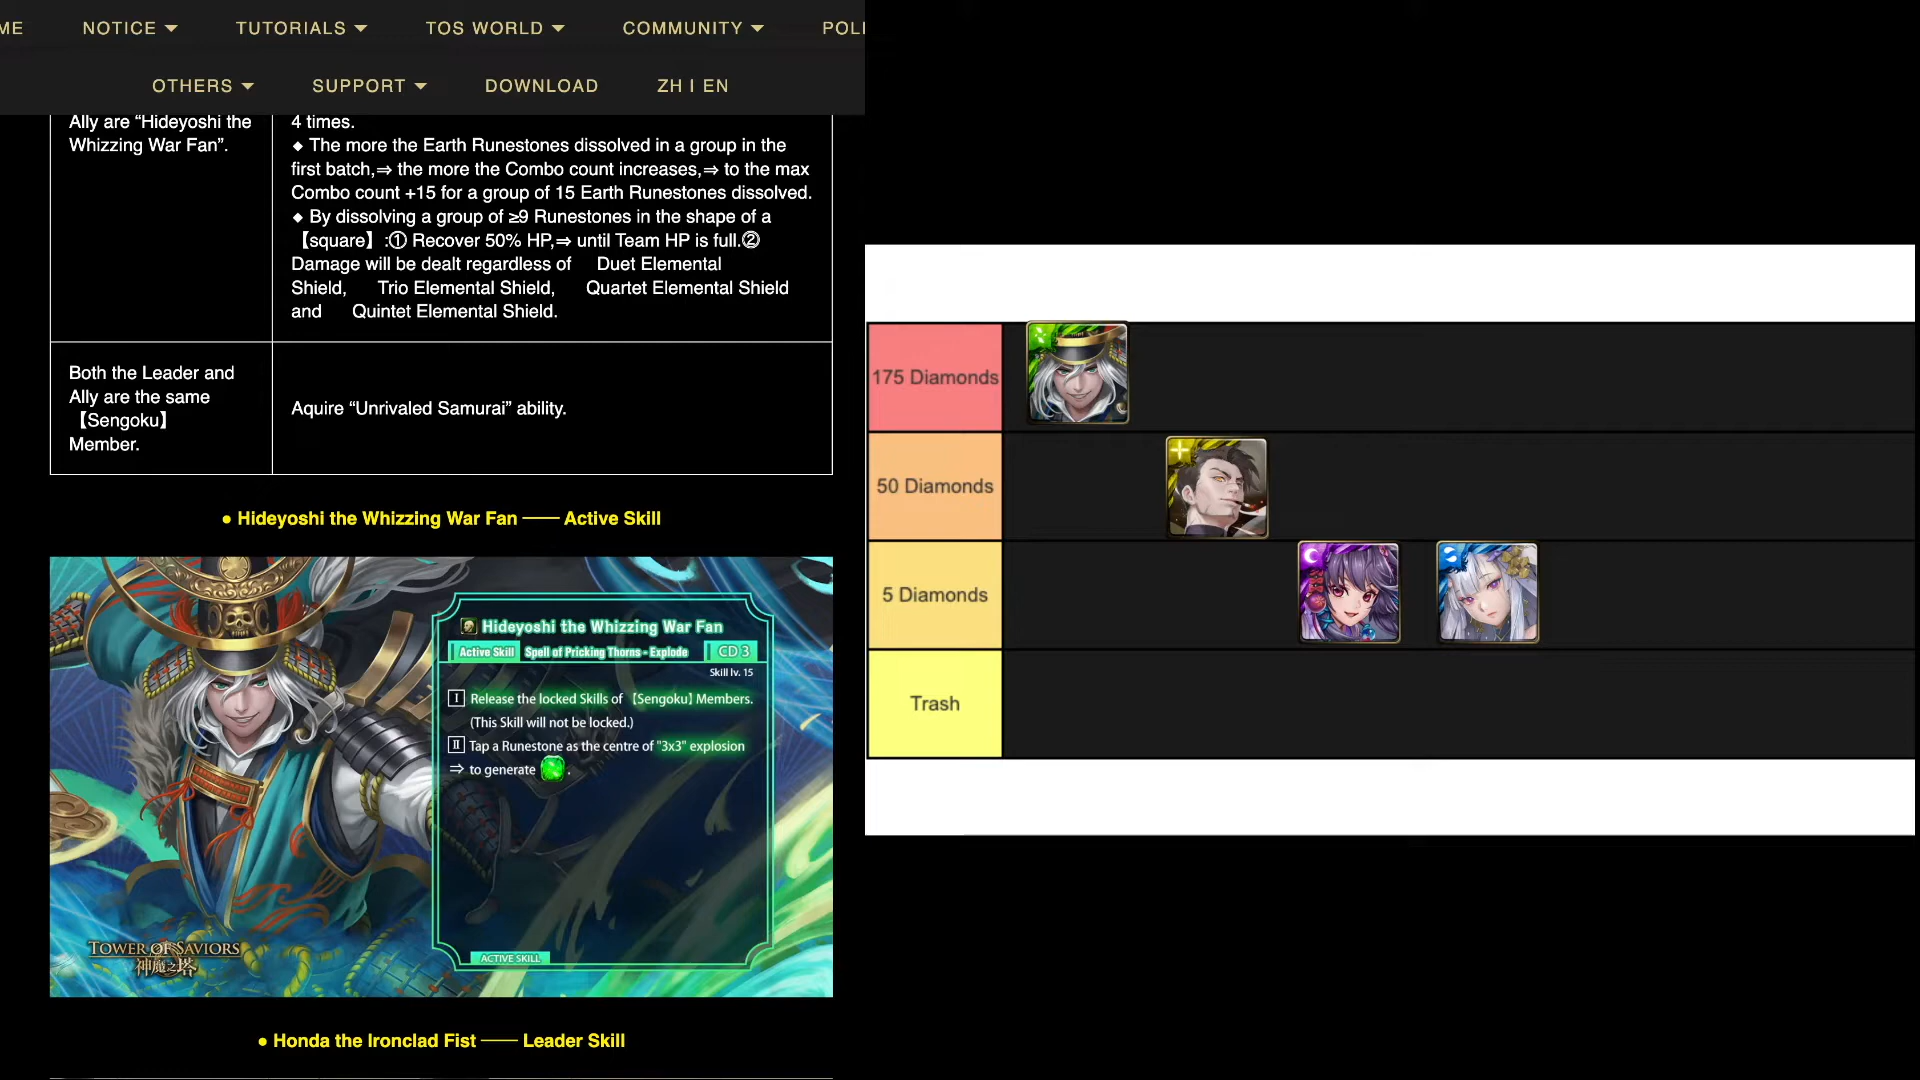 ME
NOTICE
TUTORIALS
TOS WORLD
COMMUNITY
POLI
OTHERS
SUPPORT
DOWNLOAD
ZH I EN
Ally are “Hideyoshi the
Whizzing War Fan”.
4 times.
◆ The more the Earth Runestones dissolved in a group in the
first batch,⇒ the more the Combo count increases,⇒ to the max
Combo count +15 for a group of 15 Earth Runestones dissolved.
◆ By dissolving a group of ≥9 Runestones in the shape of a
【square】:① Recover 50% HP,⇒ until Team HP is full.②
Damage will be dealt regardless of Duet Elemental
Shield, Trio Elemental Shield, Quartet Elemental Shield
and Quintet Elemental Shield.
Both the Leader and
Ally are the same
【Sengoku】
Member.
Aquire “Unrivaled Samurai” ability.
● Hideyoshi the Whizzing War Fan —— Active Skill
Hideyoshi the Whizzing War Fan
Active Skill Spell of Pricking Thorns - Explode CD 3
Skill lv. 15
I Release the locked Skills of 【Sengoku】 Members.
(This Skill will not be locked.)
II Tap a Runestone as the centre of "3x3" explosion
⇒ to generate .
ACTIVE SKILL
TOWER OF SAVIORS
神魔之塔
● Honda the Ironclad Fist —— Leader Skill
175 Diamonds
50 Diamonds
5 Diamonds
Trash